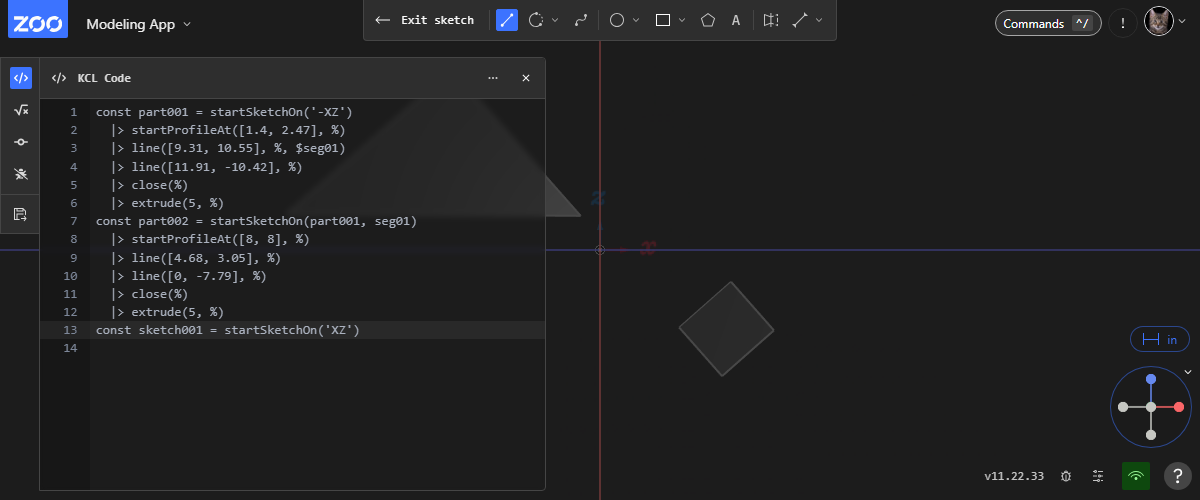 ZOO
Modeling App
Exit sketch
A
Commands ^/
!
KCL Code
1 const part001 = startSketchOn('-XZ')
2 |> startProfileAt([1.4, 2.47], %)
3 |> line([9.31, 10.55], %, $seg01)
4 |> line([11.91, -10.42], %)
5 |> close(%)
6 |> extrude(5, %)
7 const part002 = startSketchOn(part001, seg01)
8 |> startProfileAt([8, 8], %)
9 |> line([4.68, 3.05], %)
10 |> line([0, -7.79], %)
11 |> close(%)
12 |> extrude(5, %)
13 const sketch001 = startSketchOn('XZ')
14
z
x
in
v11.22.33
?